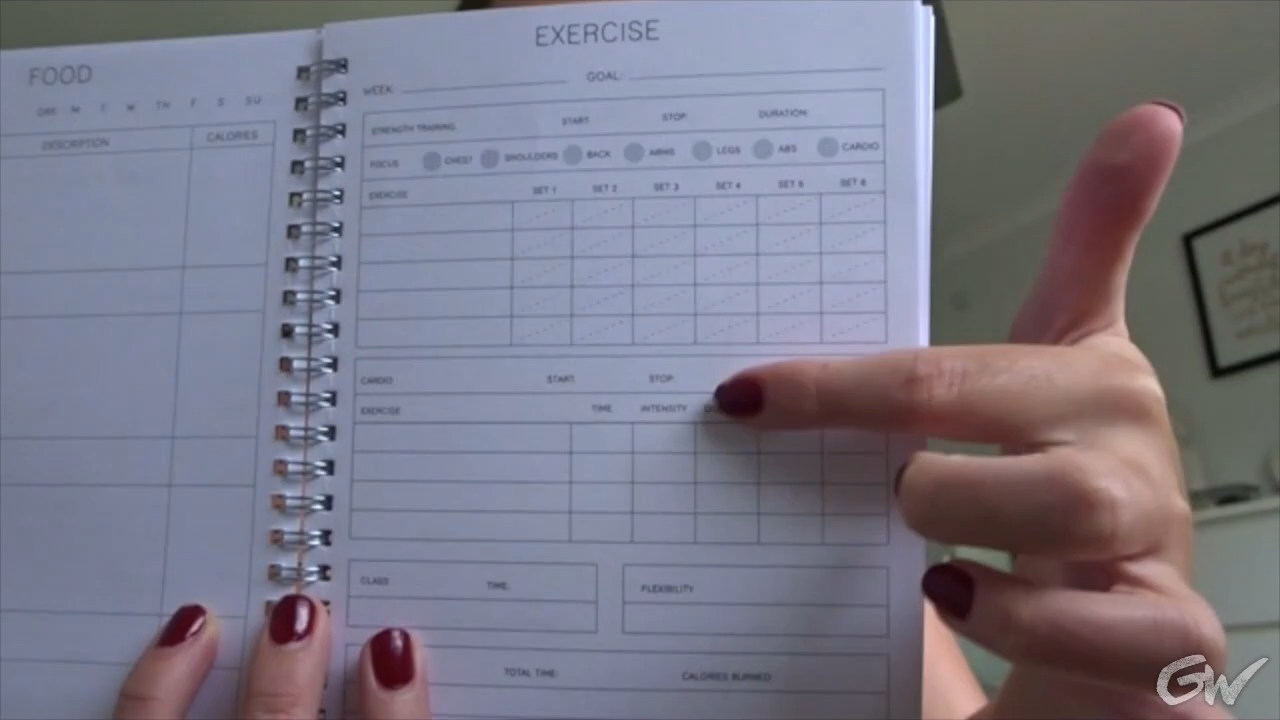 FOOD
DAY: M T W TH F S SU
DESCRIPTION CALORIES
EXERCISE
WEEK: GOAL:
STRENGTH TRAINING: START: STOP: DURATION:
FOCUS CHEST SHOULDERS BACK ARMS LEGS ABS CARDIO
EXERCISE SET 1 SET 2 SET 3 SET 4 SET 5 SET 6
CARDIO START: STOP:
EXERCISE TIME INTENSITY
CLASS TIME: FLEXIBILITY
TOTAL TIME: CALORIES BURNED:
GW